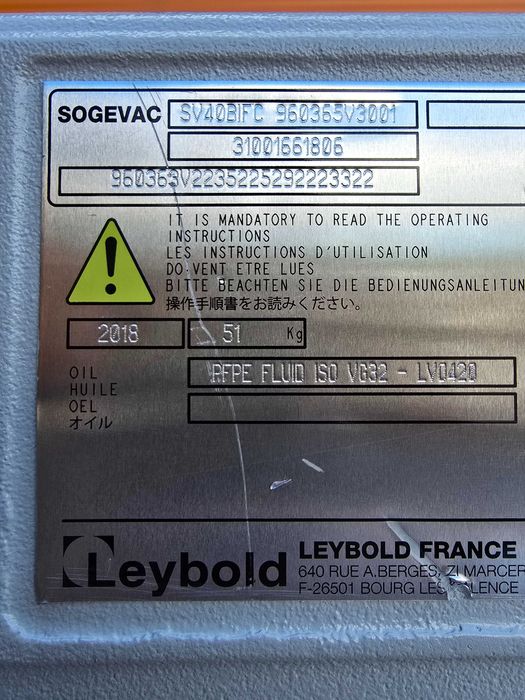 SOGEVAC SV40BIFC 960365V3001
31001661806
960363V22352252922233​22
IT IS MANDATORY TO READ THE OPERATING
INSTRUCTIONS
LES INSTRUCTIONS D'UTILISATION
DOIVENT ETRE LUES
BITTE BEACHTEN SIE DIE BEDIENUNGSANLEITUN
操作手順書をお読みください。
2018 51 Kg
OIL RFPE FLUID ISO VG32 - LVO420
HUILE
OEL
オイル
Leybold
LEYBOLD FRANCE
640 RUE A.BERGES, ZI MARCER
F-26501 BOURG LES VALENCE